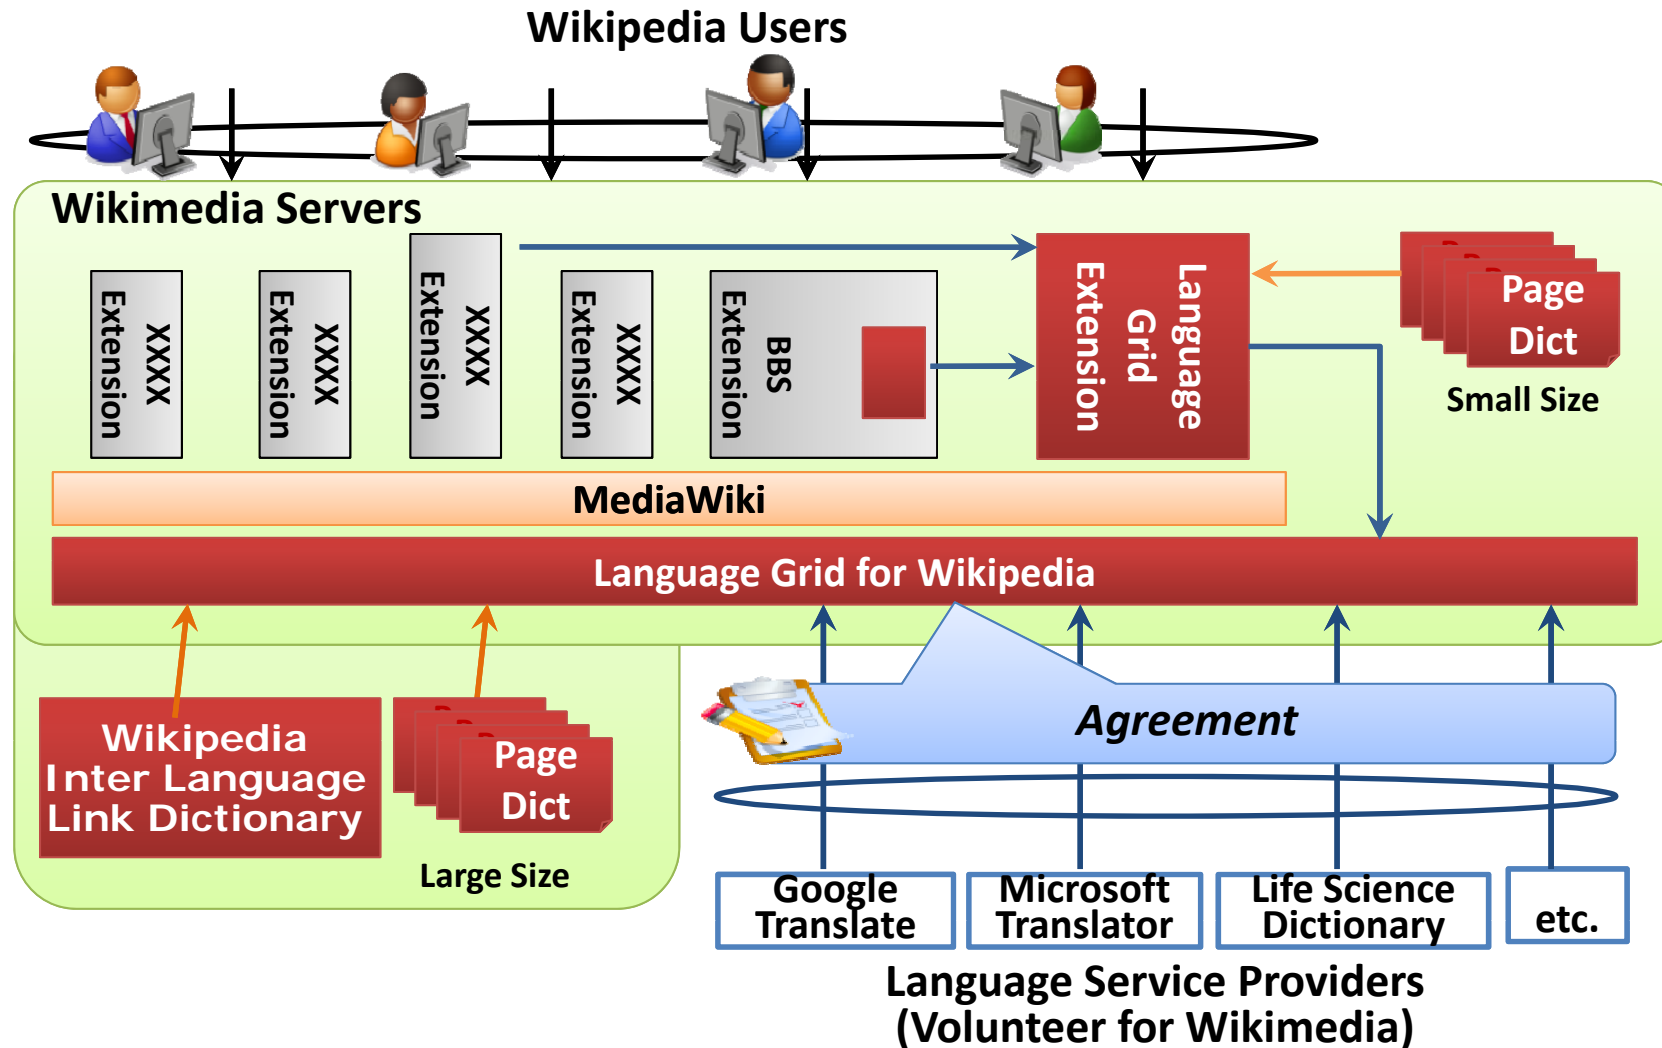 Wikipedia Users
Wikimedia Servers
XXXX
Extension
XXXX
Extension
XXXX
Extension
XXXX
Extension
BBS
Extension
Language
Grid
Extension
Page
Dict
Small Size
MediaWiki
Language Grid for Wikipedia
Wikipedia
Inter Language
Link Dictionary
Page
Dict
Large Size
Agreement
Google
Translate
Microsoft
Translator
Life Science
Dictionary
etc.
Language Service Providers
(Volunteer for Wikimedia)